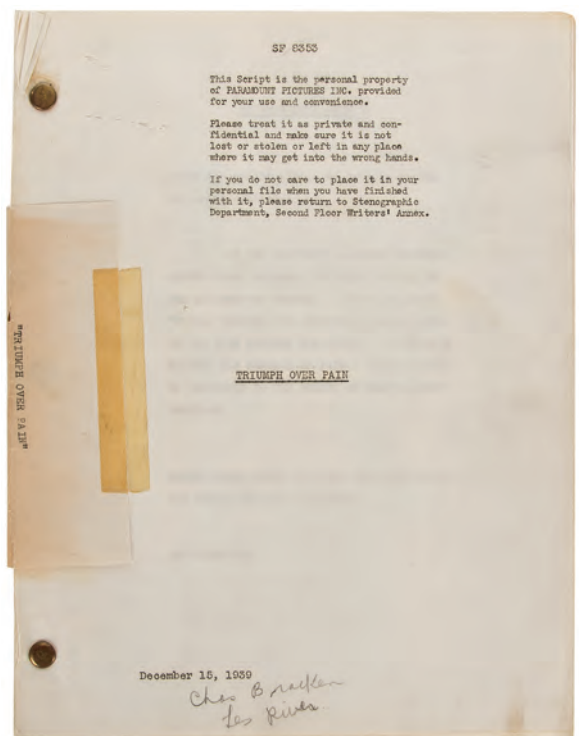 SF 8353
This Script is the personal property
of PARAMOUNT PICTURES INC. provided
for your use and convenience.
Please treat it as private and con-
fidential and make sure it is not
lost or stolen or left in any place
where it may get into the wrong hands.
If you do not care to place it in your
personal file when you have finished
with it, please return to Stenographic
Department, Second Floor Writers' Annex.
"TRIUMPH OVER PAIN"
TRIUMPH OVER PAIN
December 15, 1939
Chas Bracken
Les Rives